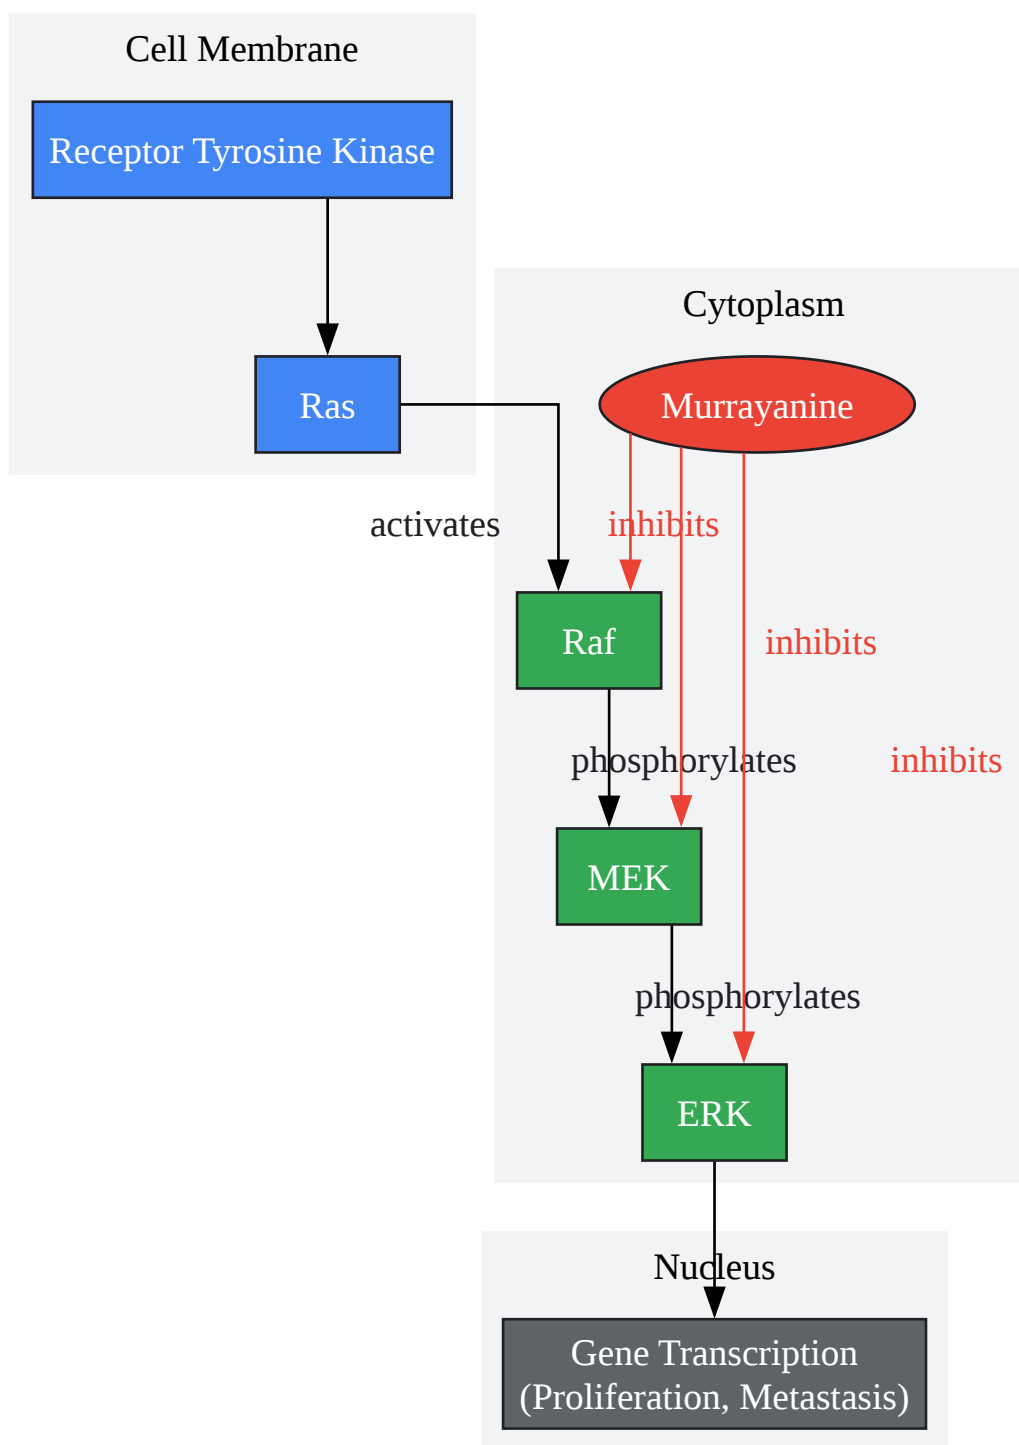 Cell Membrane
Receptor Tyrosine Kinase
Cytoplasm
Ras
Murrayanine
activates
inhibits
Raf
inhibits
phosphorylates
inhibits
MEK
phosphorylates
ERK
Nucleus
Gene Transcription
(Proliferation, Metastasis)